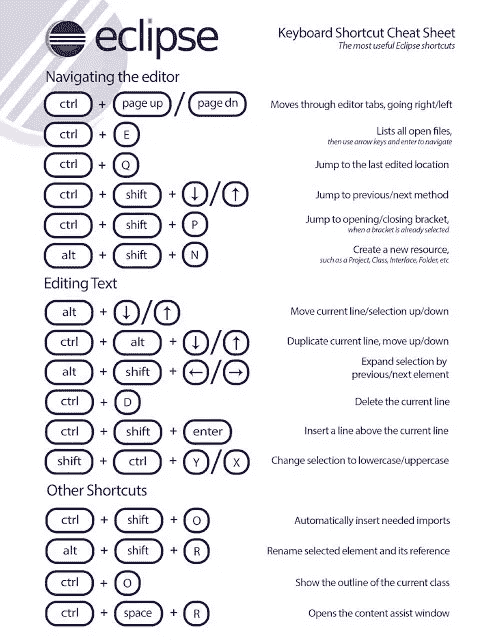 eclipse
Keyboard Shortcut Cheat Sheet
The most useful Eclipse shortcuts
Navigating the editor
ctrl + page up / page dn Moves through editor tabs, going right/left
ctrl + E Lists all open files,
then use arrow keys and enter to navigate
ctrl + Q Jump to the last edited location
ctrl + shift + ↓/↑ Jump to previous/next method
ctrl + shift + P Jump to opening/closing bracket,
when a bracket is already selected
alt + shift + N Create a new resource,
such as a Project, Class, Interface, Folder, etc
Editing Text
alt + ↓/↑ Move current line/selection up/down
ctrl + alt + ↓/↑ Duplicate current line, move up/down
alt + shift + ←/→ Expand selection by
previous/next element
ctrl + D Delete the current line
ctrl + shift + enter Insert a line above the current line
shift + ctrl + Y/X Change selection to lowercase/uppercase
Other Shortcuts
ctrl + shift + O Automatically insert needed imports
alt + shift + R Rename selected element and its reference
ctrl + O Show the outline of the current class
ctrl + space + R Opens the content assist window